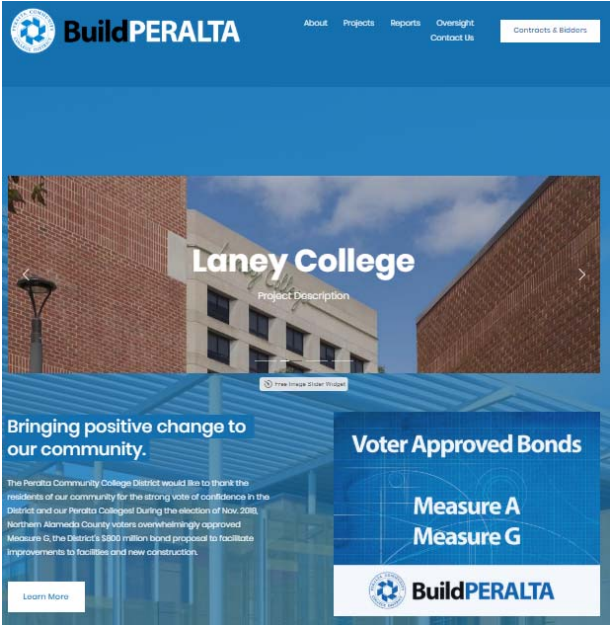 BuildPERALTA
About Projects Reports Oversight
Contact Us
Contracts & Bidders
Laney College
Laney College
Project Description
Free Image Slider Widget
Bringing positive change to
our community.
The Peralta Community College District would like to thank the
residents of our community for the strong vote of confidence in the
District and our Peralta Colleges! During the election of Nov. 2018,
Northern Alameda County voters overwhelmingly approved
Measure G, the District's $800 million bond proposal to facilitate
improvements to facilities and new construction.
Learn More
Voter Approved Bonds
Measure A
Measure G
BuildPERALTA